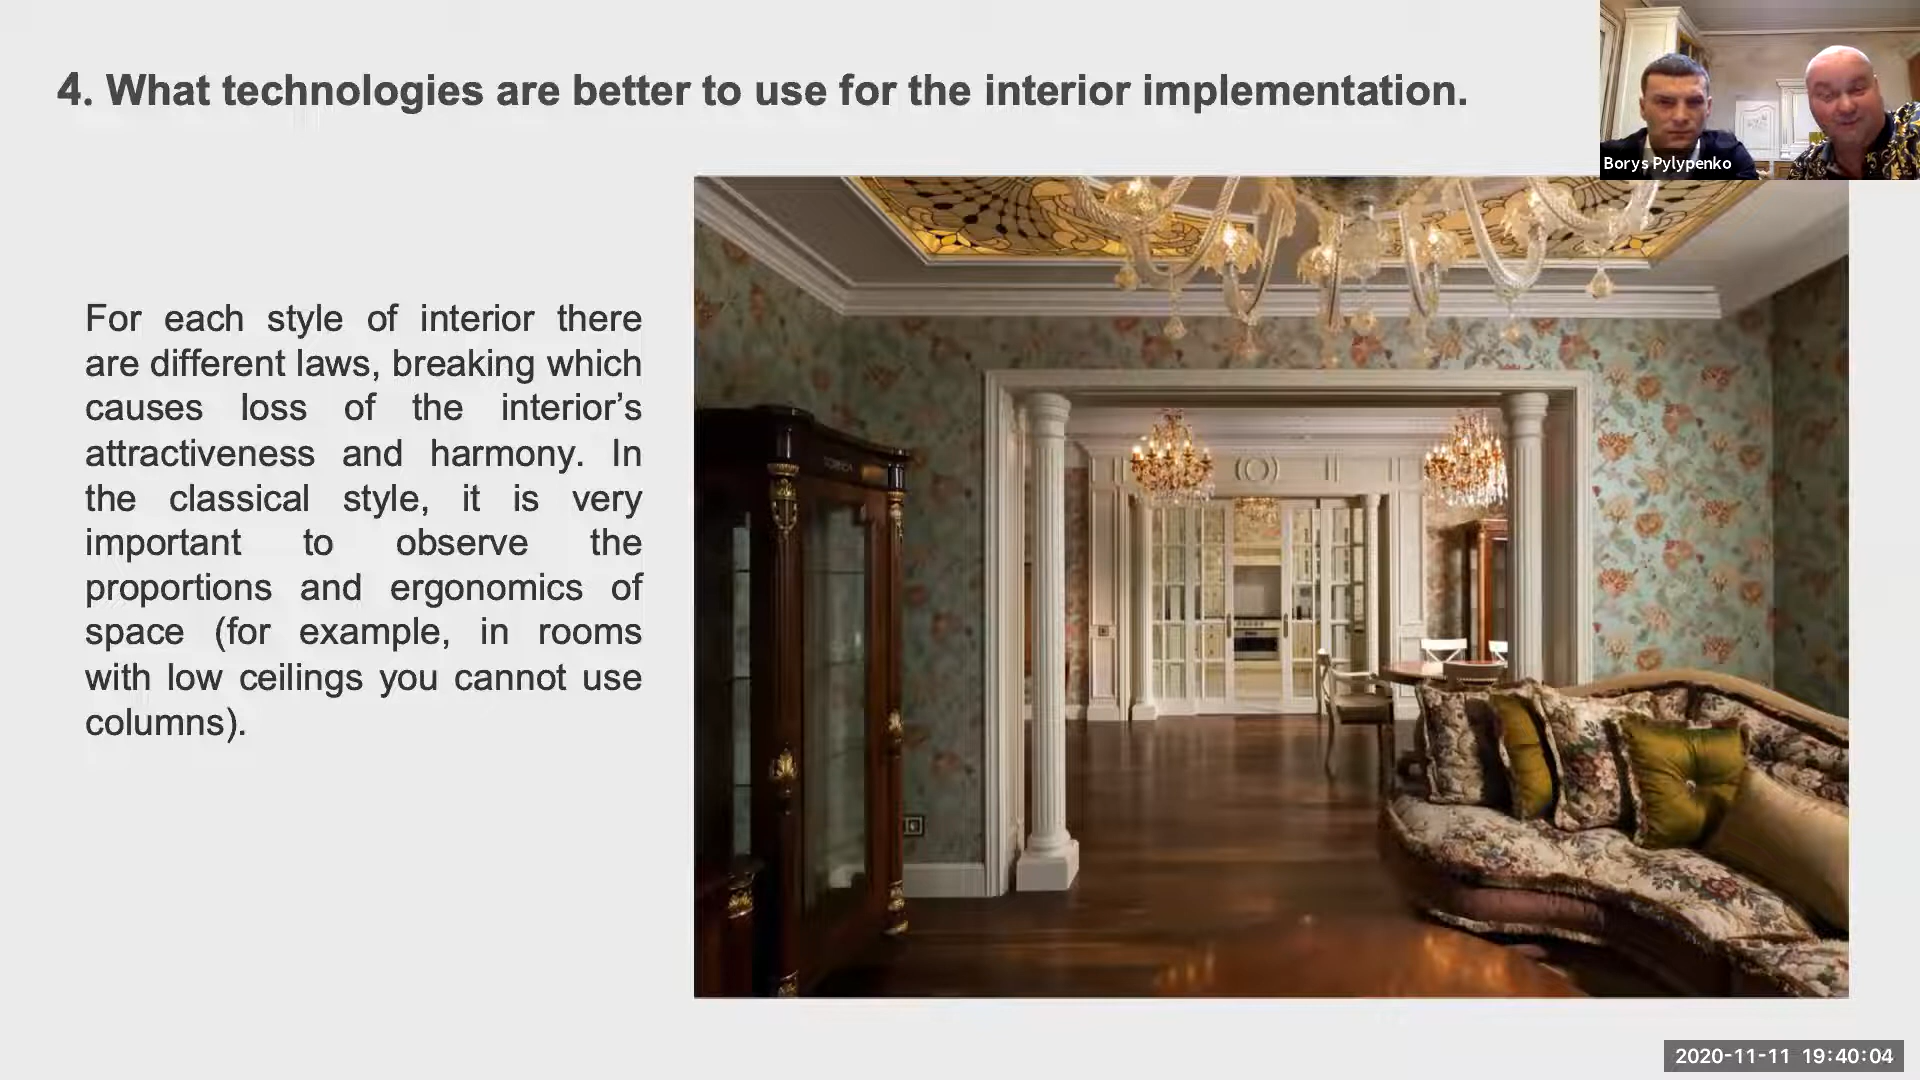 4. What technologies are better to use for the interior implementation.
Borys Pylypenko
For each style of interior there
are different laws, breaking which
causes loss of the interior’s
attractiveness and harmony. In
the classical style, it is very
important to observe the
proportions and ergonomics of
space (for example, in rooms
with low ceilings you cannot use
columns).
2020-11-11 19:40:04